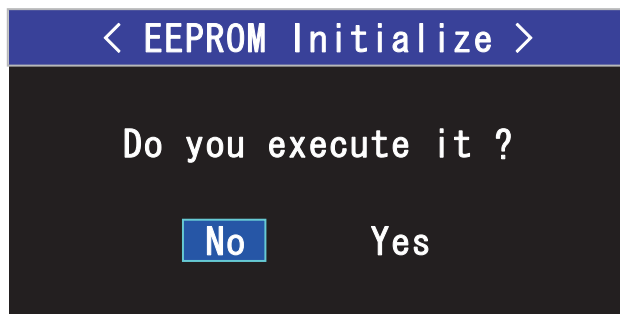 < EEPROM Initialize >
Do you execute it ?
No Yes